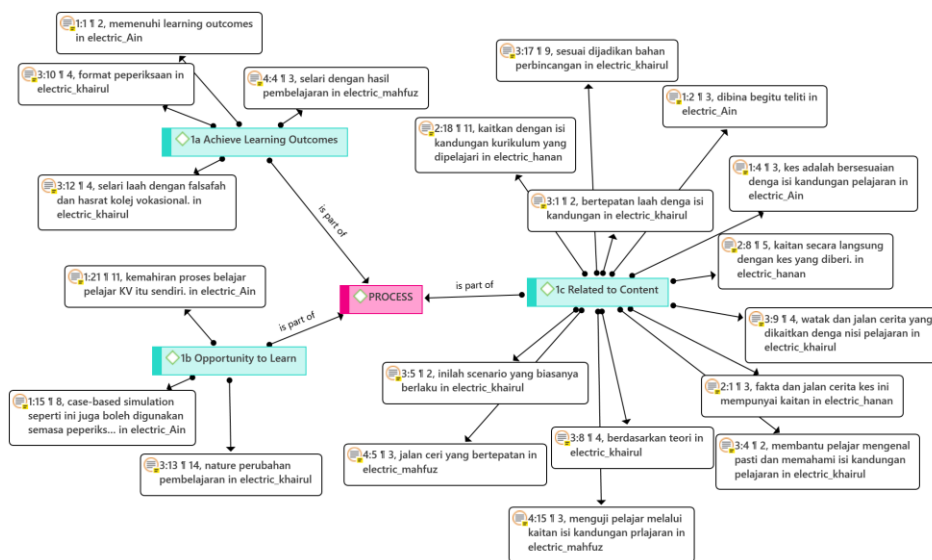 1:1 ¶ 2, memenuhi learning outcomes
in electric_Ain
3:10 ¶ 4, format peperiksaan in
electric_khairul
4:4 ¶ 3, selari dengan hasil
pembelajaran in electric_mahfuz
1a Achieve Learning Outcomes
3:12 ¶ 4, selari laah dengan falsafah
dan hasrat kolej vokasional. in
electric_khairul
is part of
1:21 ¶ 11, kemahiran proses belajar
pelajar KV itu sendiri. in electric_Ain
is part of
1b Opportunity to Learn
1:15 ¶ 8, case-based simulation
seperti ini juga boleh digunakan
semasa peperiks... in electric_Ain
3:13 ¶ 14, nature perubahan
pembelajaran in electric_khairul
PROCESS
is part of
3:17 ¶ 9, sesuai dijadikan bahan
perbincangan in electric_khairul
1:2 ¶ 3, dibina begitu teliti in
electric_Ain
2:18 ¶ 11, kaitkan dengan isi
kandungan kurikulum yang
dipelajari in electric_hanan
1:4 ¶ 3, kes adalah bersesuaian
denga isi kandungan pelajaran in
electric_Ain
3:1 ¶ 2, bertepatan laah denga isi
kandungan in electric_khairul
2:8 ¶ 5, kaitan secara langsung
dengan kes yang diberi. in
electric_hanan
1c Related to Content
3:9 ¶ 4, watak dan jalan cerita yang
dikaitkan denga nisi pelajaran in
electric_khairul
3:5 ¶ 2, inilah scenario yang biasanya
berlaku in electric_khairul
2:1 ¶ 3, fakta dan jalan cerita kes ini
mempunyai kaitan in electric_hanan
4:5 ¶ 3, jalan ceri yang bertepatan in
electric_mahfuz
3:8 ¶ 4, berdasarkan teori in
electric_khairul
3:4 ¶ 2, membantu pelajar mengenal
pasti dan memahami isi kandungan
pelajaran in electric_khairul
4:15 ¶ 3, menguji pelajar melalui
kaitan isi kandungan prlajaran in
electric_mahfuz